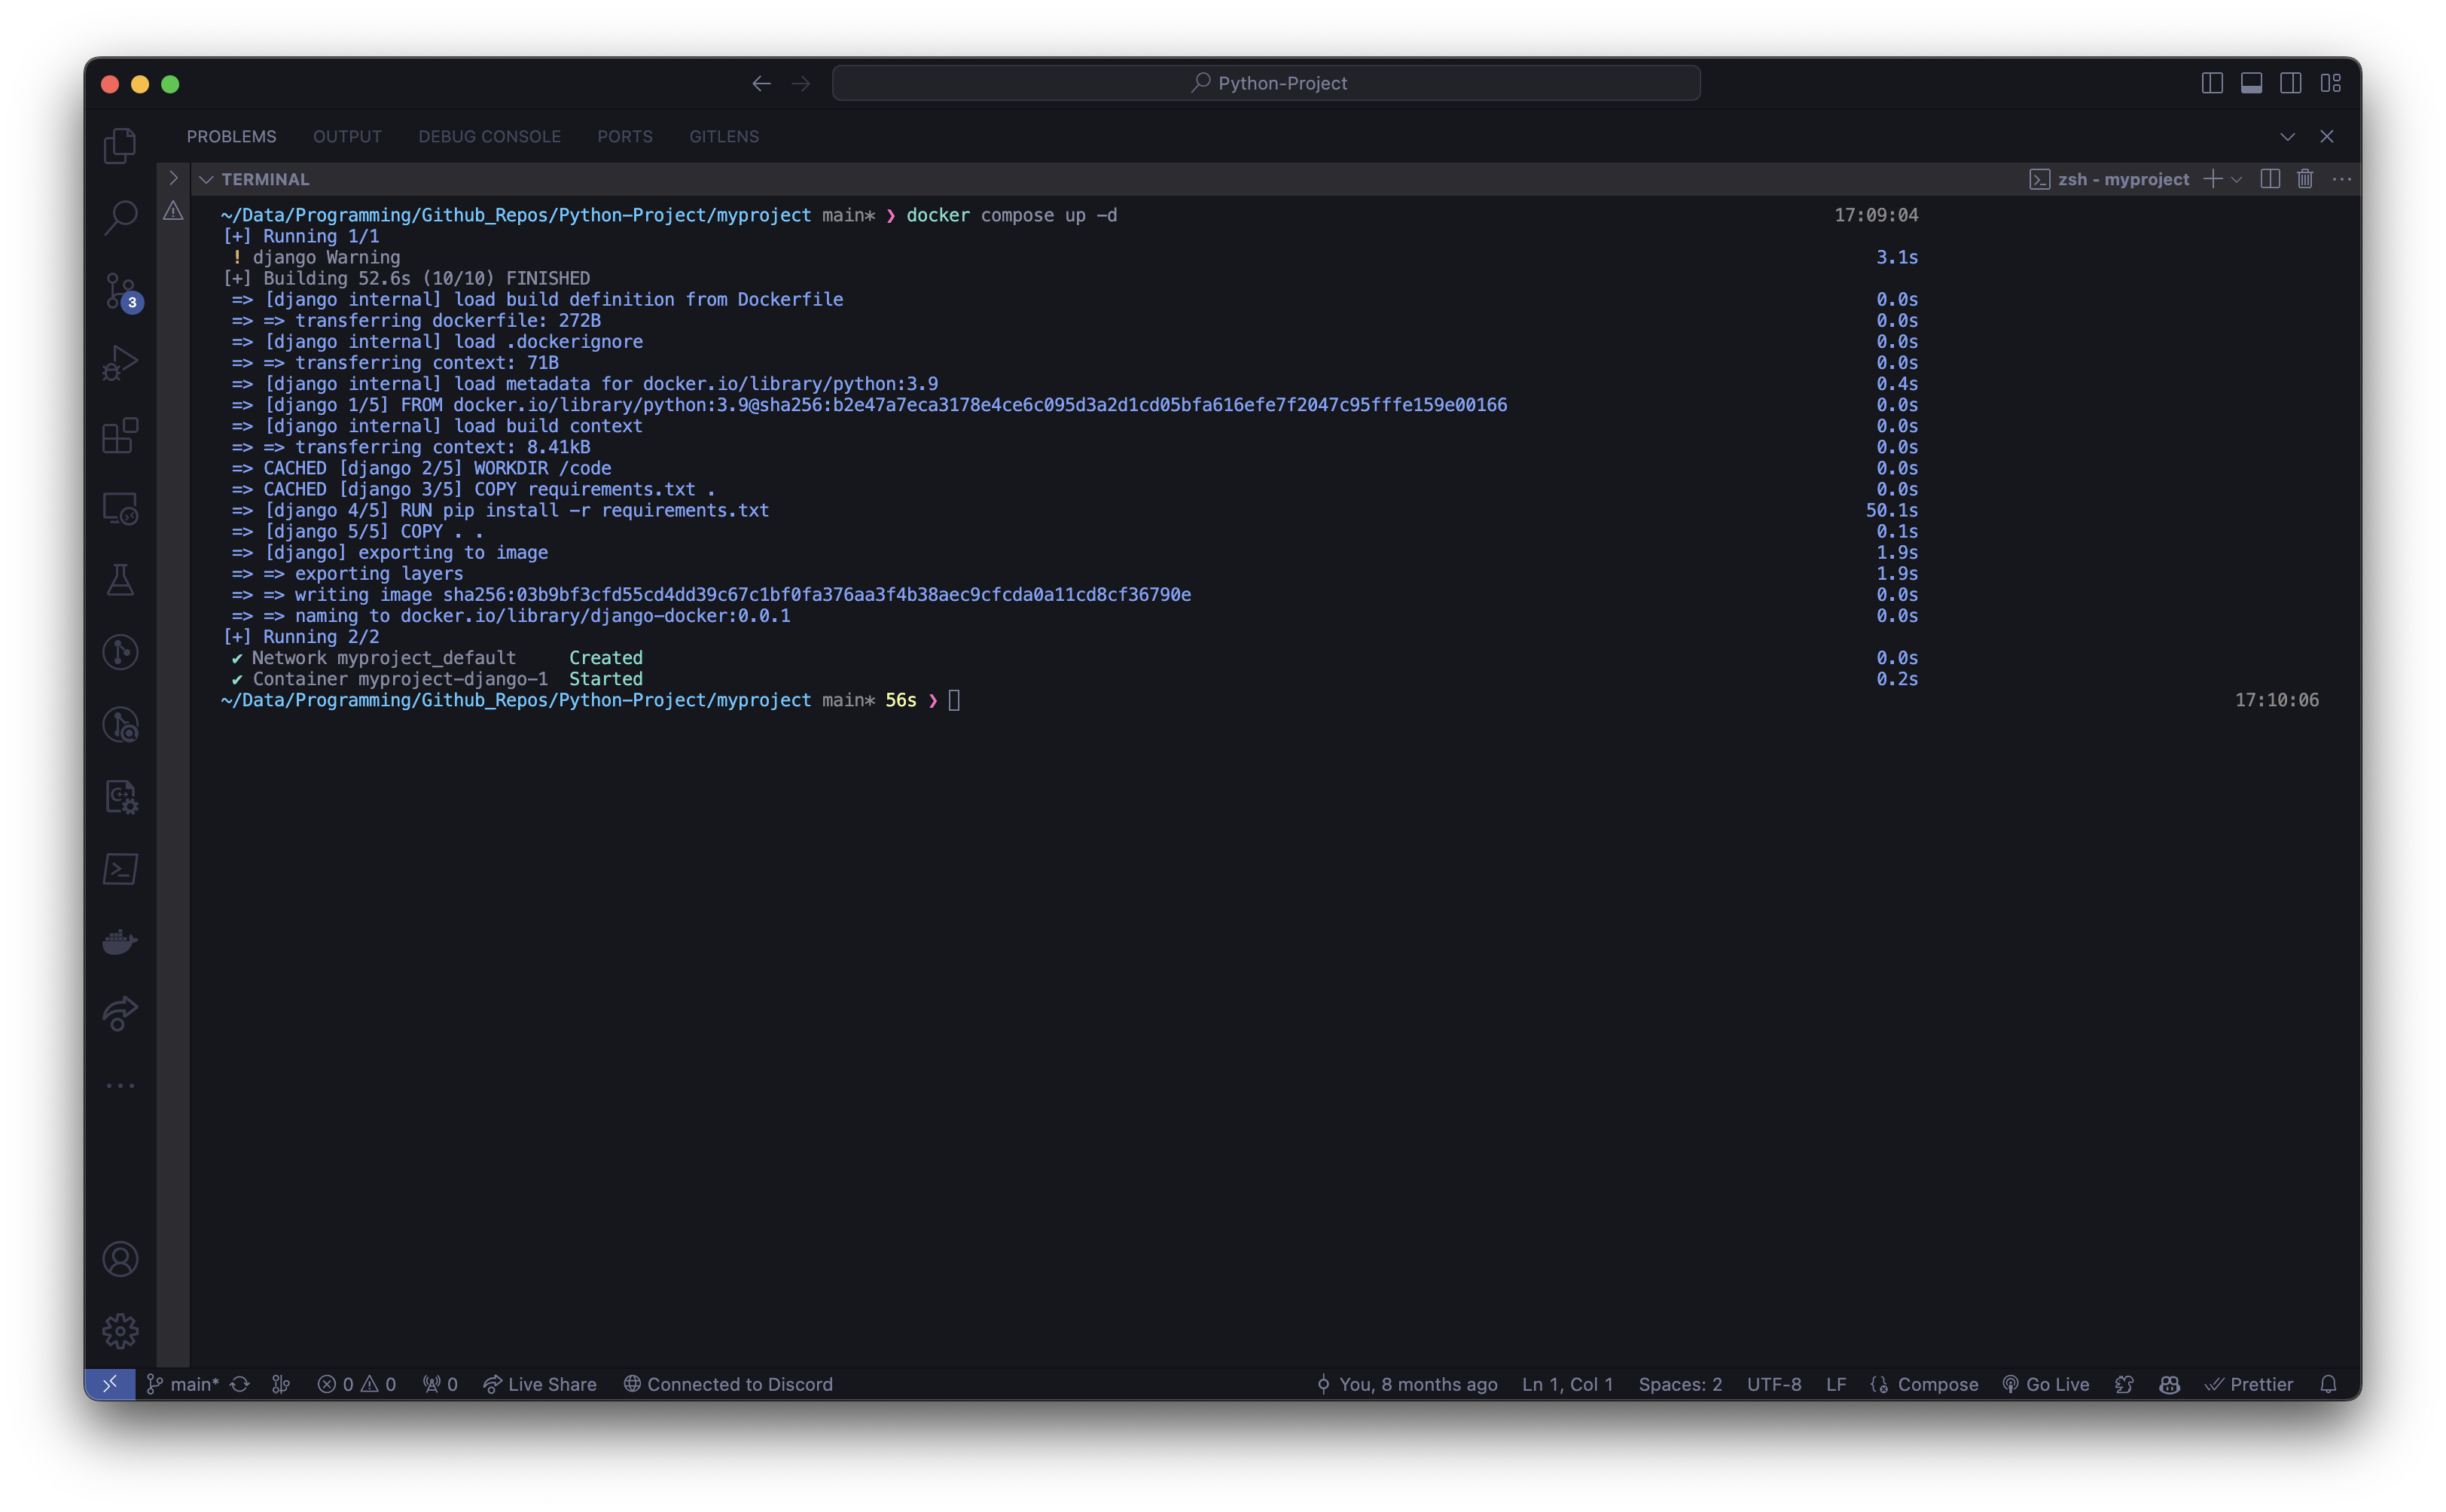 Python-Project
PROBLEMS OUTPUT DEBUG CONSOLE PORTS GITLENS
TERMINAL zsh - myproject
~/Data/Programming/Github_Repos/Python-Project/myproject main* ❯ docker compose up -d 17:09:04
[+] Running 1/1
! django Warning 3.1s
[+] Building 52.6s (10/10) FINISHED
=> [django internal] load build definition from Dockerfile 0.0s
=> => transferring dockerfile: 272B 0.0s
=> [django internal] load .dockerignore 0.0s
=> => transferring context: 71B 0.0s
=> [django internal] load metadata for docker.io/library/python:3.9 0.4s
=> [django 1/5] FROM docker.io/library/python:3.9@sha256:b2e47a7eca3178e4ce6c095d3a2d1cd05bfa616efe7f2047c95fffe159e00166 0.0s
=> [django internal] load build context 0.0s
=> => transferring context: 8.41kB 0.0s
=> CACHED [django 2/5] WORKDIR /code 0.0s
=> CACHED [django 3/5] COPY requirements.txt . 0.0s
=> [django 4/5] RUN pip install -r requirements.txt 50.1s
=> [django 5/5] COPY . . 0.1s
=> [django] exporting to image 1.9s
=> => exporting layers 1.9s
=> => writing image sha256:03b9bf3cfd55cd4dd39c67c1bf0fa376aa3f4b38aec9cfcda0a11cd8cf36790e 0.0s
=> => naming to docker.io/library/django-docker:0.0.1 0.0s
[+] Running 2/2
✔ Network myproject_default Created 0.0s
✔ Container myproject-django-1 Started 0.2s
~/Data/Programming/Github_Repos/Python-Project/myproject main* 56s ❯ 17:10:06
3
main* 0 0 0 Live Share Connected to Discord You, 8 months ago Ln 1, Col 1 Spaces: 2 UTF-8 LF Compose Go Live Prettier